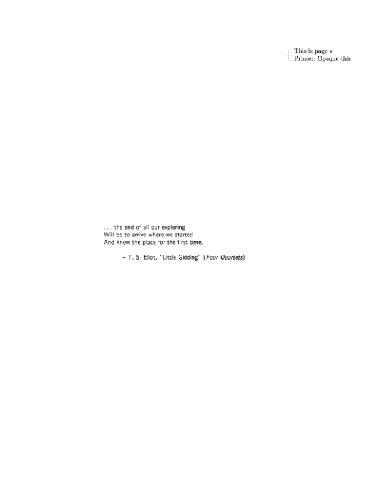 This is page v
Printer: Opaque this
... the end of all our exploring
Will be to arrive where we started
And know the place for the first time.
– T. S. Eliot, "Little Gidding" (Four Quartets)